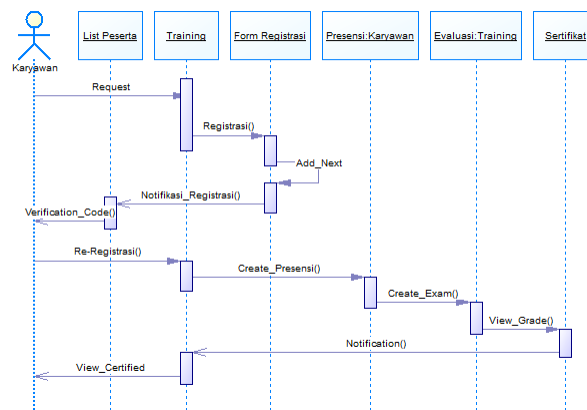 List Peserta
Training
Form Registrasi
Presensi:Karyawan
Evaluasi:Training
Sertifikat
Karyawan
Request
Registrasi()
Add_Next
Notifikasi_Registrasi()
Verification_Code()
Re-Registrasi()
Create_Presensi()
Create_Exam()
View_Grade()
Notification()
View_Certified